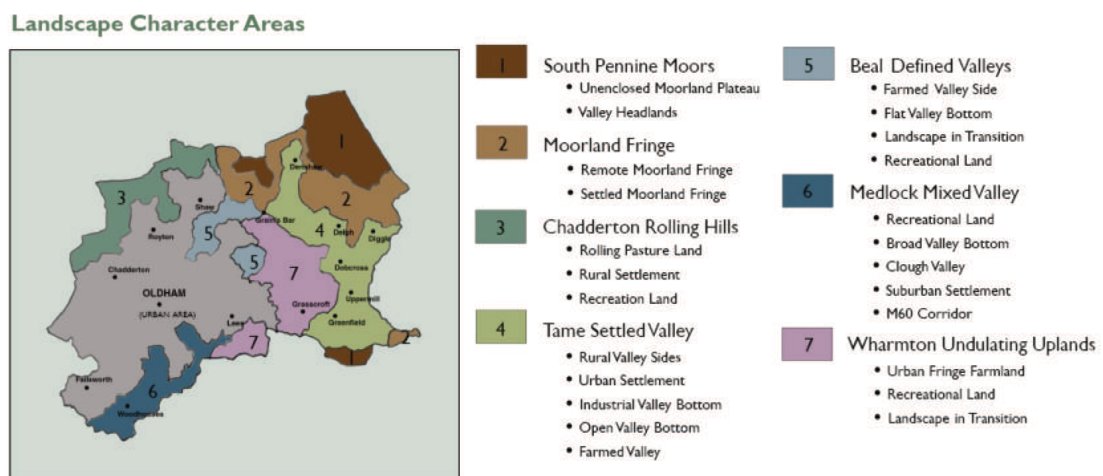 Landscape Character Areas
1
2
Denshaw
3
2
Shaw
Grain's Bar
4
Delph
Diggle
Royton
5
5
Dobcross
7
Chadderton
OLDHAM
(URBAN AREA)
Uppermill
Grasscroft
Lees
Greenfield
7
2
1
Failsworth
6
Woodhouses
1 South Pennine Moors
• Unenclosed Moorland Plateau
• Valley Headlands
2 Moorland Fringe
• Remote Moorland Fringe
• Settled Moorland Fringe
3 Chadderton Rolling Hills
• Rolling Pasture Land
• Rural Settlement
• Recreation Land
4 Tame Settled Valley
• Rural Valley Sides
• Urban Settlement
• Industrial Valley Bottom
• Open Valley Bottom
• Farmed Valley
5 Beal Defined Valleys
• Farmed Valley Side
• Flat Valley Bottom
• Landscape in Transition
• Recreational Land
6 Medlock Mixed Valley
• Recreational Land
• Broad Valley Bottom
• Clough Valley
• Suburban Settlement
• M60 Corridor
7 Wharmton Undulating Uplands
• Urban Fringe Farmland
• Recreational Land
• Landscape in Transition